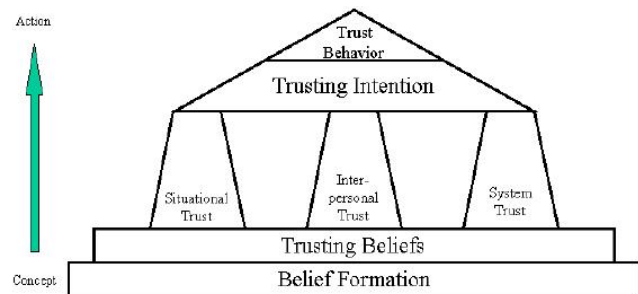 Action
Trust
Behavior
Trusting Intention
Situational
Trust
Inter-
personal
Trust
System
Trust
Trusting Beliefs
Concept
Belief Formation